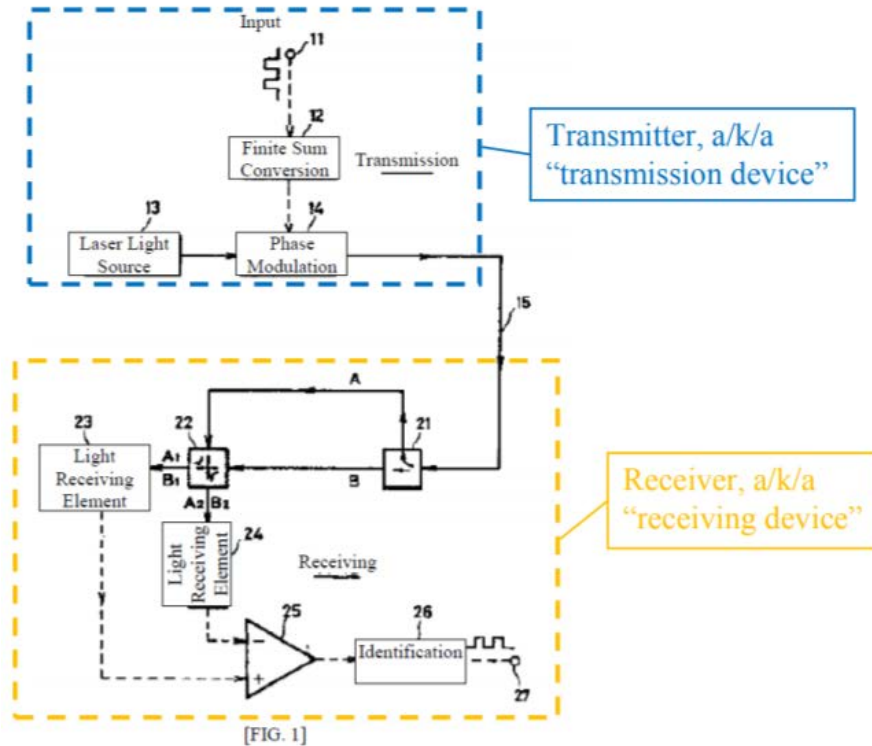 Input
11
12
Finite Sum
Conversion
Transmission
13
14
Laser Light
Source
Phase
Modulation
15
Transmitter, a/k/a
“transmission device”
A
23
22
21
Light
Receiving
Element
A1
B1
B
A2 B2
Light
Receiving
Element
24
Receiving
25
26
Identification
−
+
27
Receiver, a/k/a
“receiving device”
[FIG. 1]